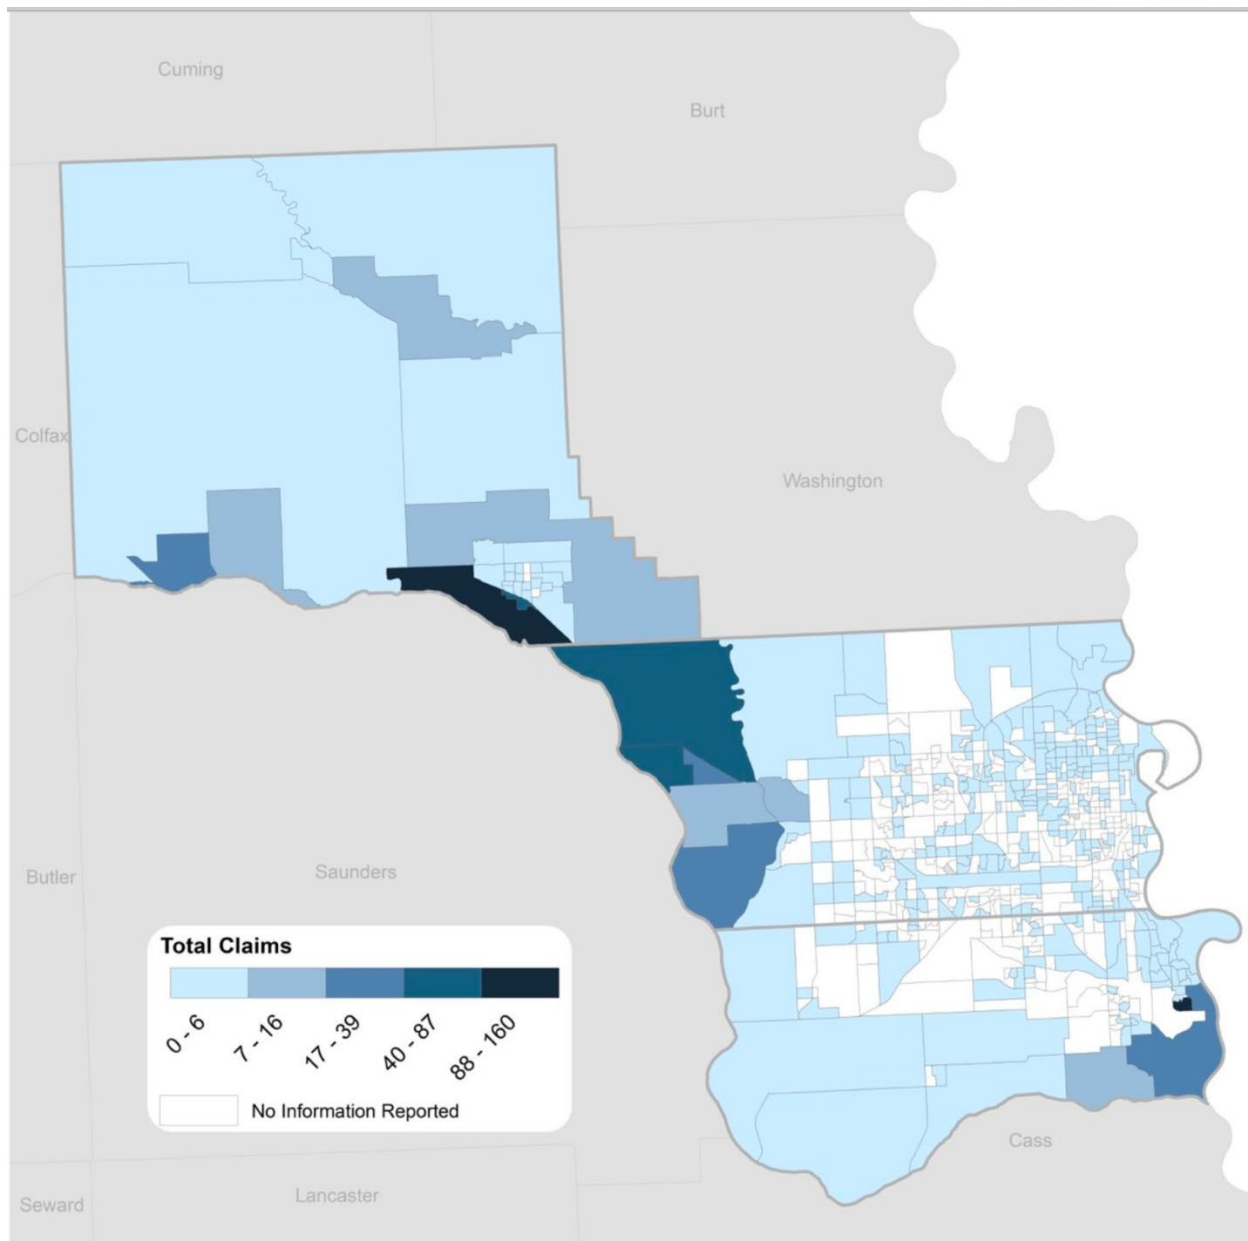 Cuming
Burt
Colfax
Washington
Butler
Saunders
Total Claims
0 - 6
7 - 16
17 - 39
40 - 87
88 - 160
No Information Reported
Cass
Seward
Lancaster